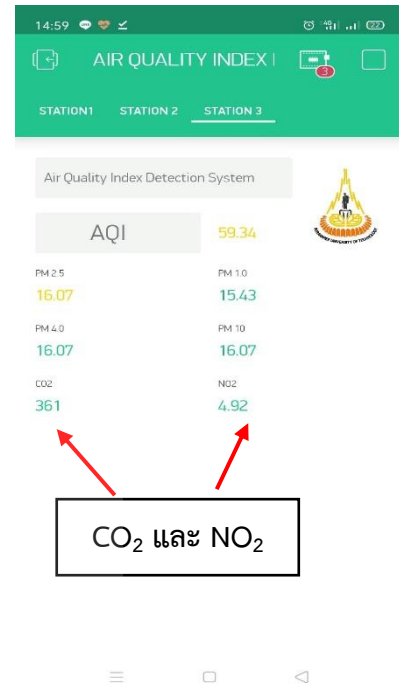 14:59
4G 22
AIR QUALITY INDEX
3
STATION1 STATION 2 STATION 3
Air Quality Index Detection System
AQI 59.34
PM 2.5 PM 1.0
16.07 15.43
PM 4.0 PM 10
16.07 16.07
CO2 NO2
361 4.92
CO₂ และ NO₂